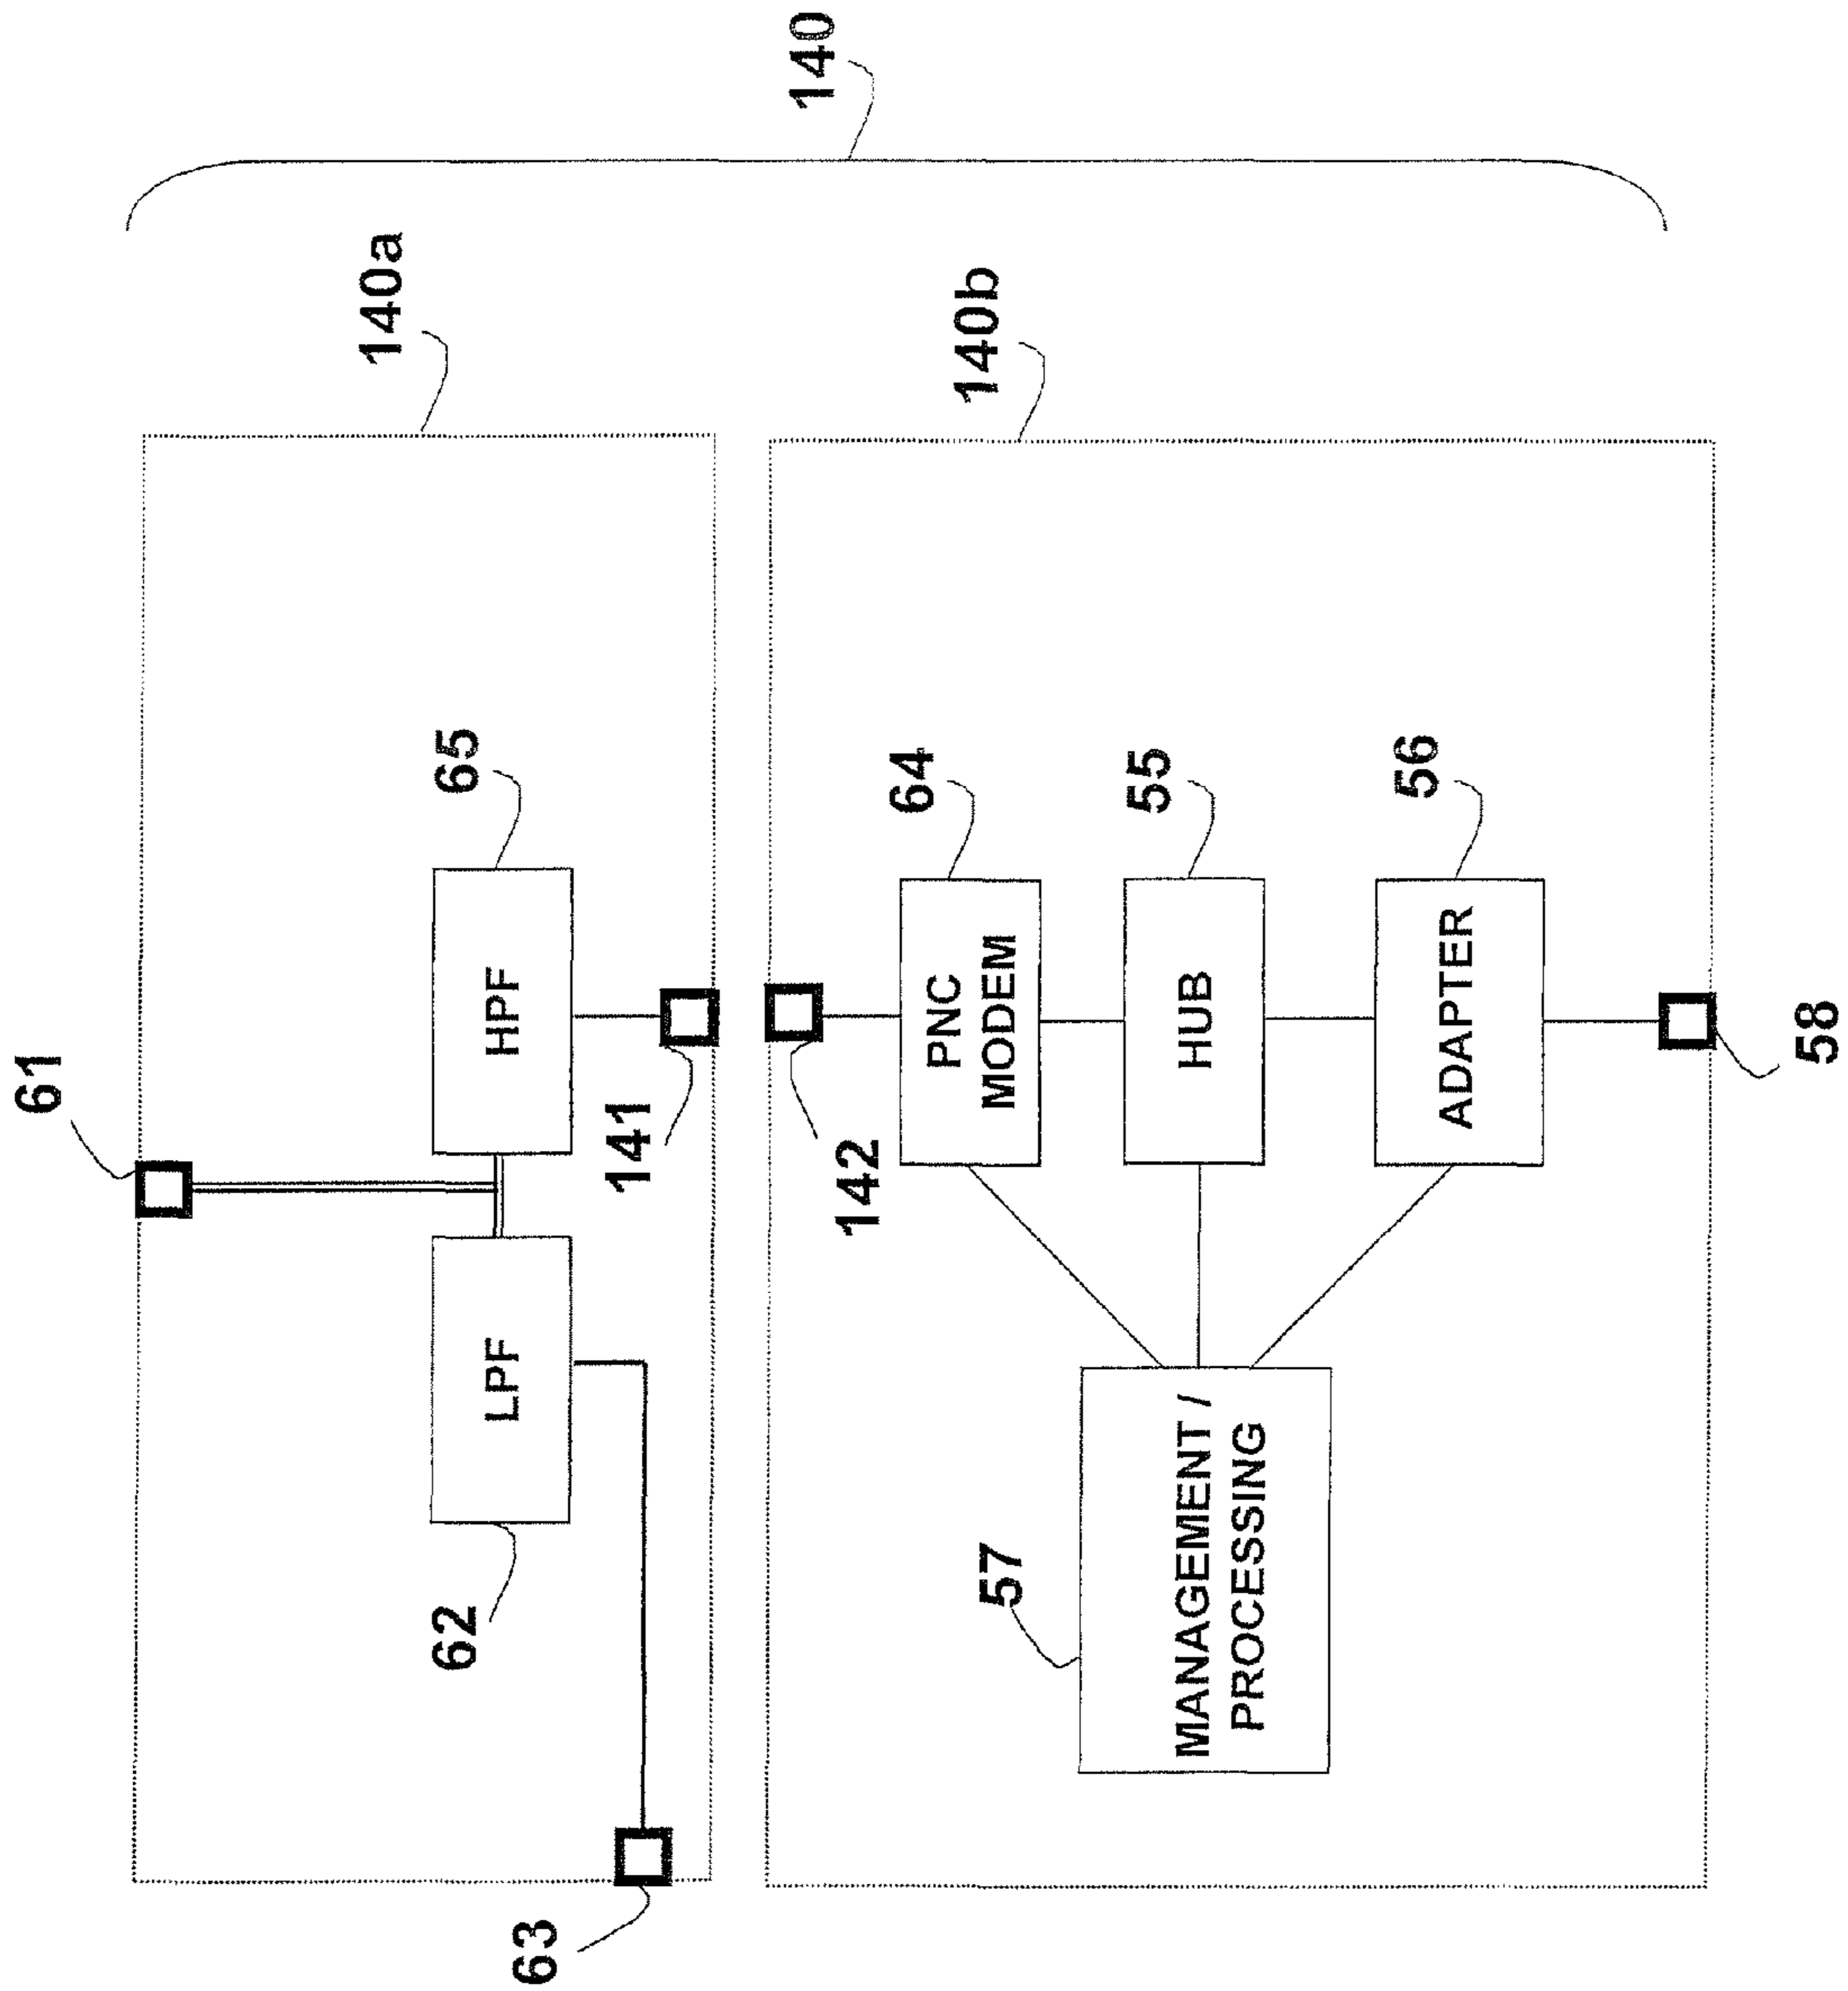 140
140a
61
65
HPF
LPF
62
141
63
140b
142
64
PNC
MODEM
55
HUB
56
ADAPTER
57
MANAGEMENT /
PROCESSING
58